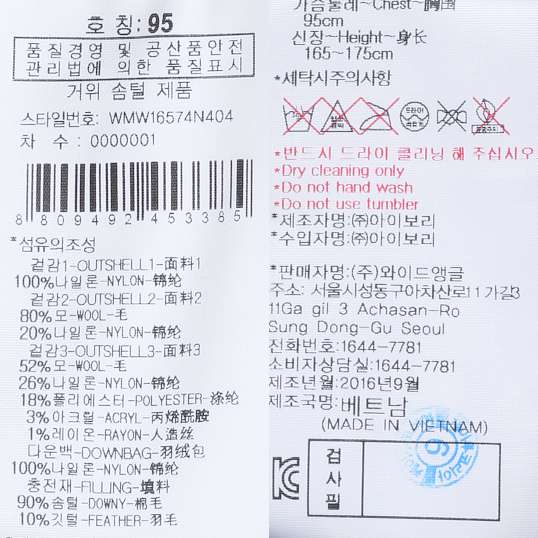 호 칭: 95
품질경영 및 공산품안전
관리법에 의한 품질표시
거위 솜털 제품
스타일번호: WMW16574N404
차 수 : 0000001
8 809492 453385
*섬유의조성
겉감1-OUTSHELL1-面料1
100%나일론-NYLON-锦纶
겉감2-OUTSHELL2-面料2
80%모-WOOL-毛
20%나일론-NYLON-锦纶
겉감3-OUTSHELL3-面料3
52%모-WOOL-毛
26%나일론-NYLON-锦纶
18%폴리에스터-POLYESTER-涤纶
3%아크릴-ACRYL-丙烯酰胺
1%레이온-RAYON-人造丝
다운백-DOWNBAG-羽绒包
100%나일론-NYLON-锦纶
충전재-FILLING-填料
90%솜털-DOWNY-棉毛
10%깃털-FEATHER-羽毛
가슴둘레-Chest-胸围
95cm
신장-Height-身长
165~175cm
*세탁시주의사항
드라이
*반드시 드라이 클리닝 해 주십시오
*Dry cleaning only
*Do not hand wash
*Do not use tumbler
*제조자명:㈜아이보리
*수입자명:㈜아이보리
*판매자명:(주)와이드앵글
주소: 서울시성동구아차산로11가길3
11Ga gil 3 Achasan-Ro
Sung Dong-Gu Seoul
전화번호:1644-7781
소비자상담실:1644-7781
제조년월:2016년9월
제조국명:베트남
(MADE IN VIETNAM)
검
사
필
9